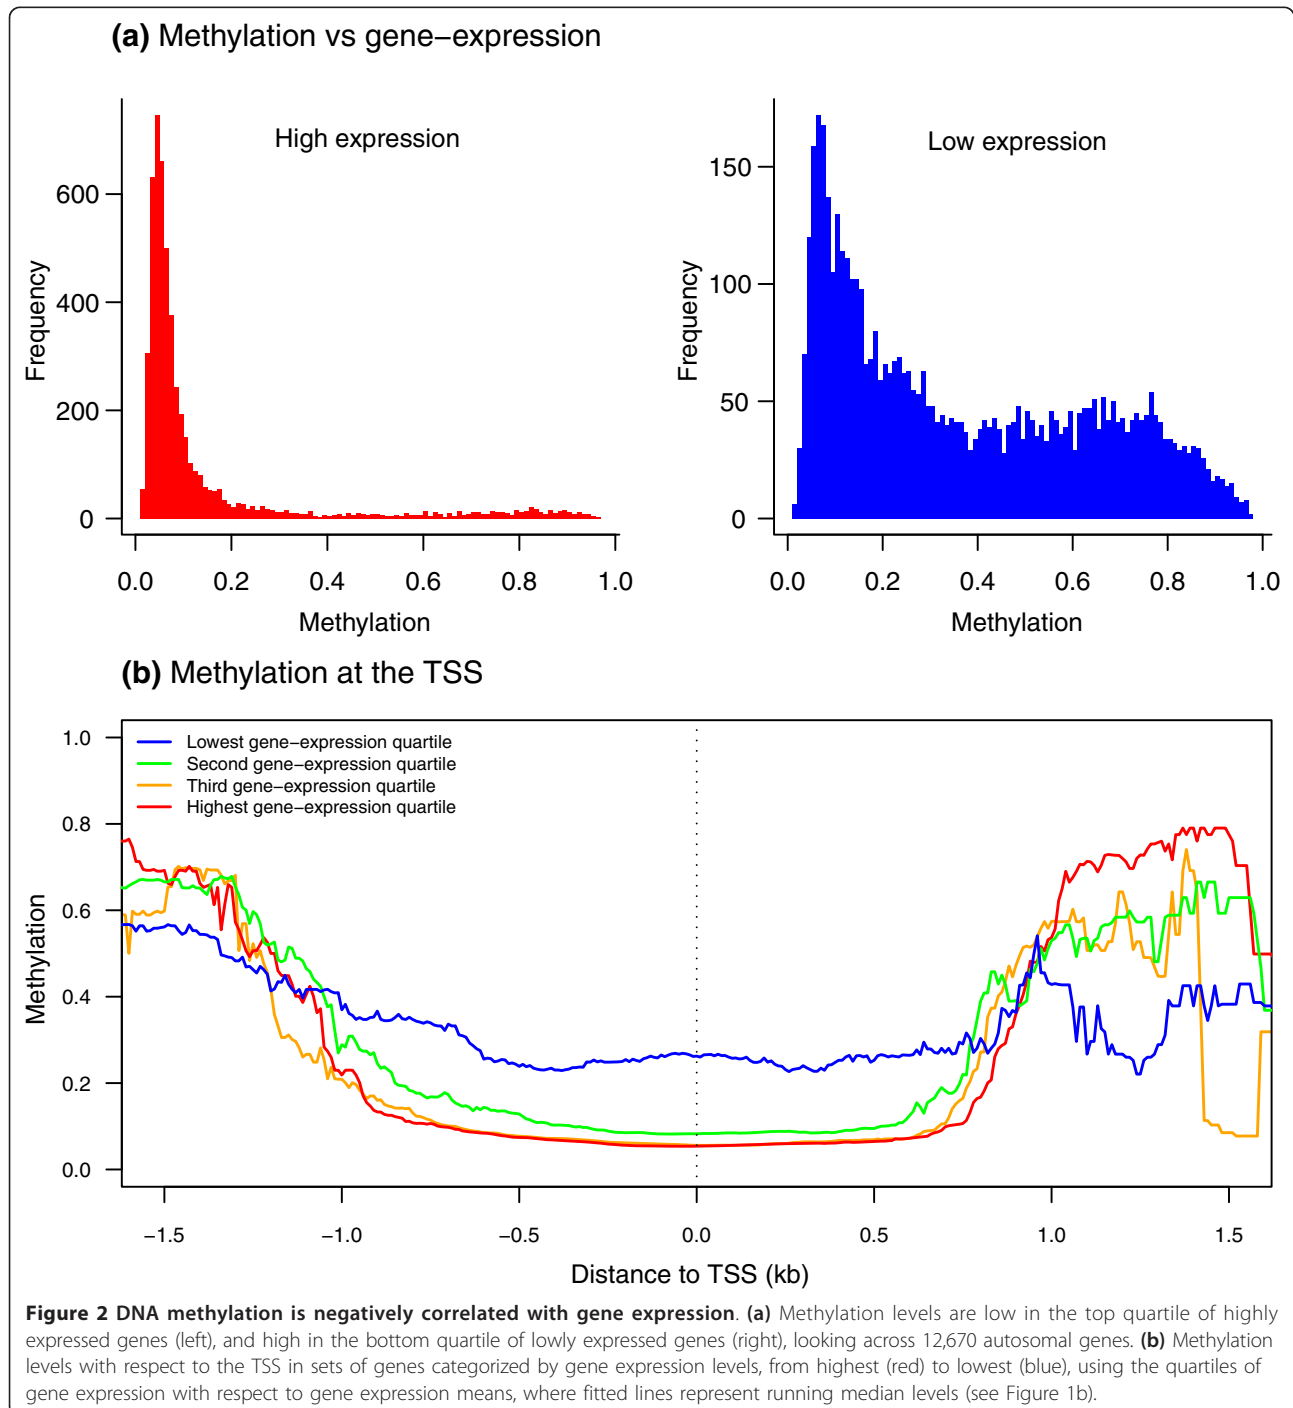 (a) Methylation vs gene−expression
High expression
Frequency
600
400
200
0
0.0 0.2 0.4 0.6 0.8 1.0
Methylation
Low expression
Frequency
150
100
50
0
0.0 0.2 0.4 0.6 0.8 1.0
Methylation
(b) Methylation at the TSS
Lowest gene−expression quartile
Second gene−expression quartile
Third gene−expression quartile
Highest gene−expression quartile
Methylation
1.0
0.8
0.6
0.4
0.2
0.0
−1.5 −1.0 −0.5 0.0 0.5 1.0 1.5
Distance to TSS (kb)
Figure 2 DNA methylation is negatively correlated with gene expression. (a) Methylation levels are low in the top quartile of highly
expressed genes (left), and high in the bottom quartile of lowly expressed genes (right), looking across 12,670 autosomal genes. (b) Methylation
levels with respect to the TSS in sets of genes categorized by gene expression levels, from highest (red) to lowest (blue), using the quartiles of
gene expression with respect to gene expression means, where fitted lines represent running median levels (see Figure 1b).